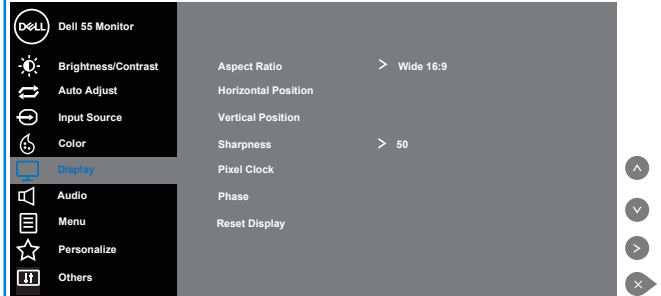 DELL Dell 55 Monitor
Brightness/Contrast
Auto Adjust
Input Source
Color
Display
Audio
Menu
Personalize
Others
Aspect Ratio > Wide 16:9
Horizontal Position
Vertical Position
Sharpness > 50
Pixel Clock
Phase
Reset Display